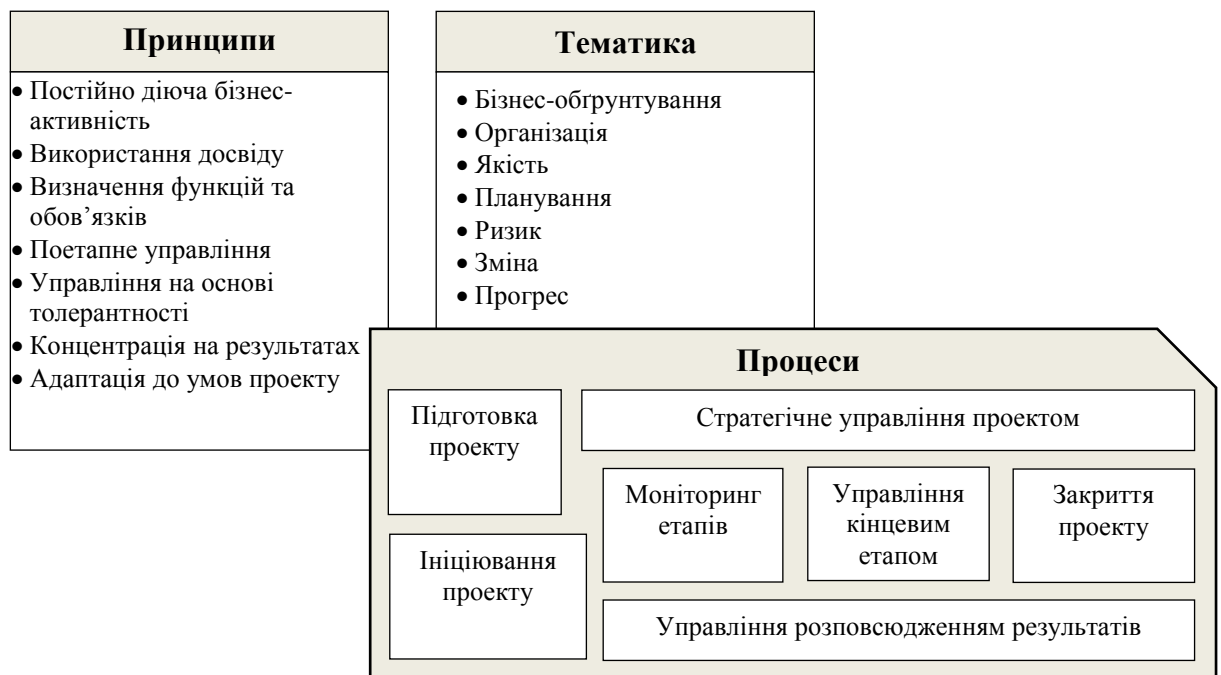 Принципи
• Постійно діюча бізнес-
активність
• Використання досвіду
• Визначення функцій та
обов’язків
• Поетапне управління
• Управління на основі
толерантності
• Концентрація на результатах
• Адаптація до умов проекту
Тематика
• Бізнес-обґрунтування
• Організація
• Якість
• Планування
• Ризик
• Зміна
• Прогрес
Процеси
Підготовка
проекту
Стратегічне управління проектом
Моніторинг
етапів
Управління
кінцевим
етапом
Закриття
проекту
Ініціювання
проекту
Управління розповсюдженням результатів